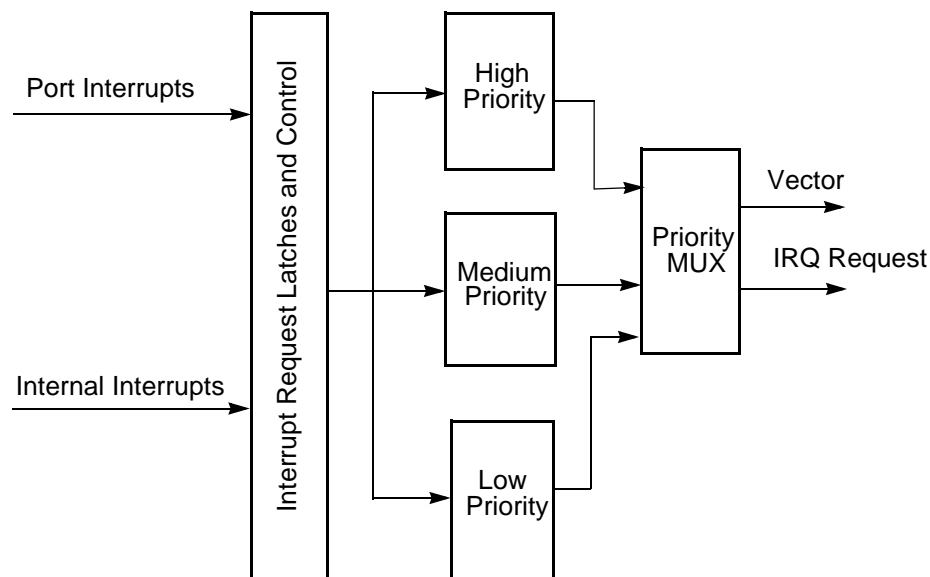 Port Interrupts
Internal Interrupts
Interrupt Request Latches and Control
High
Priority
Medium
Priority
Low
Priority
Priority
MUX
Vector
IRQ Request